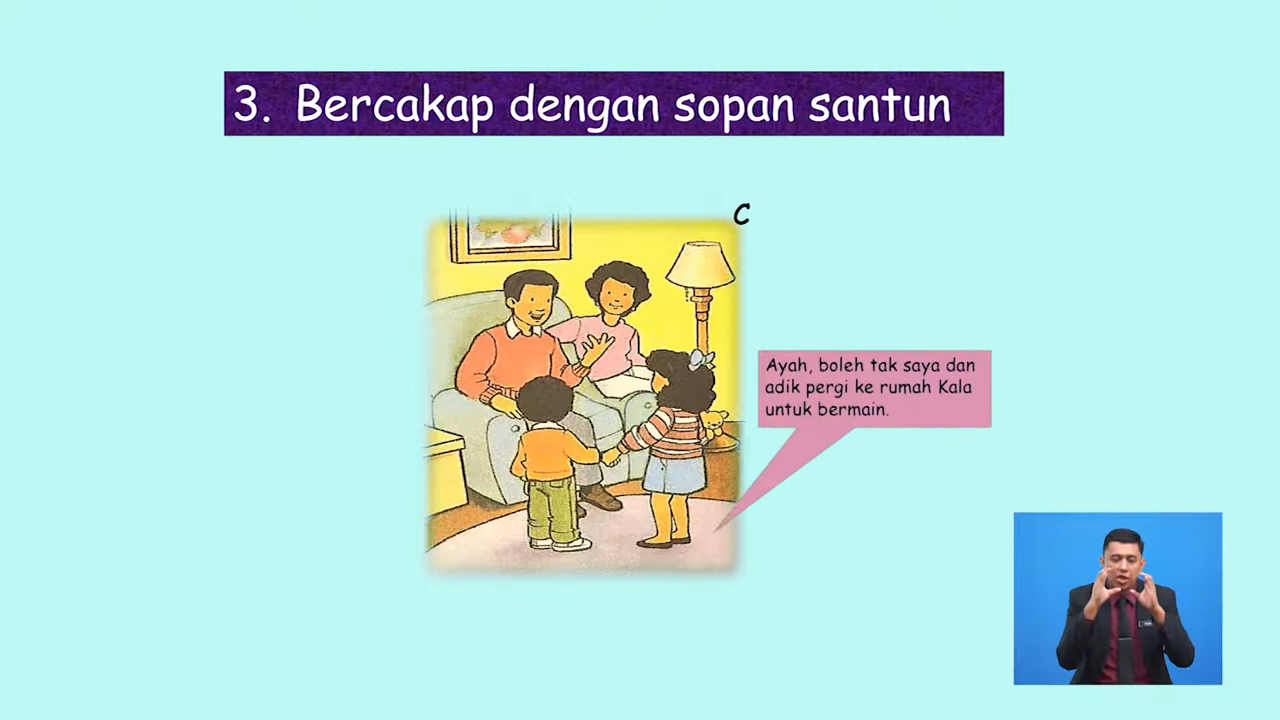 3. Bercakap dengan sopan santun
C
Ayah, boleh tak saya dan
adik pergi ke rumah Kala
untuk bermain.